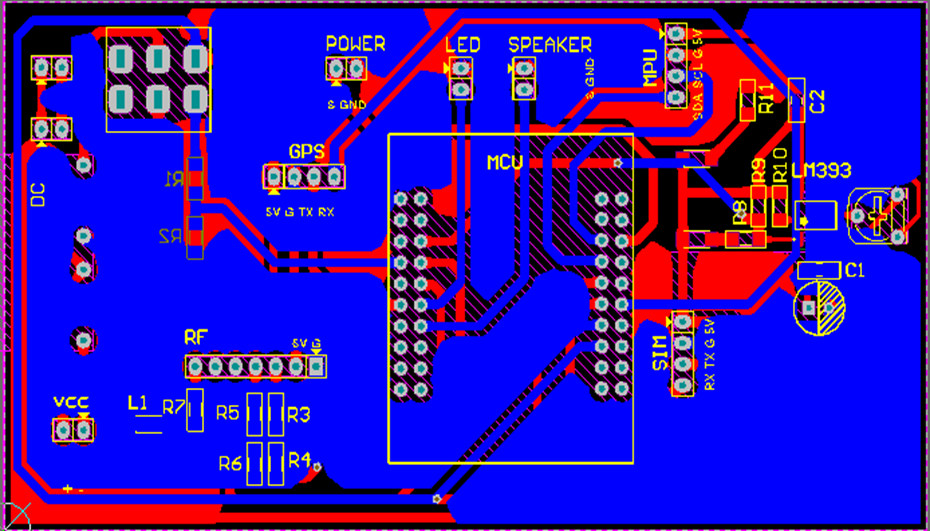 POWER
LED
SPEAKER
MPU
SDA SCL G 5V
R11
C2
S GND
S GND
GPS
MCU
LM393
R9
R10
R8
R1
R2
DC
5V G TX RX
C1
RF
5V G
SIM
RX TX G 5V
VCC
L1
R7
R5
R3
R6
R4
+ -